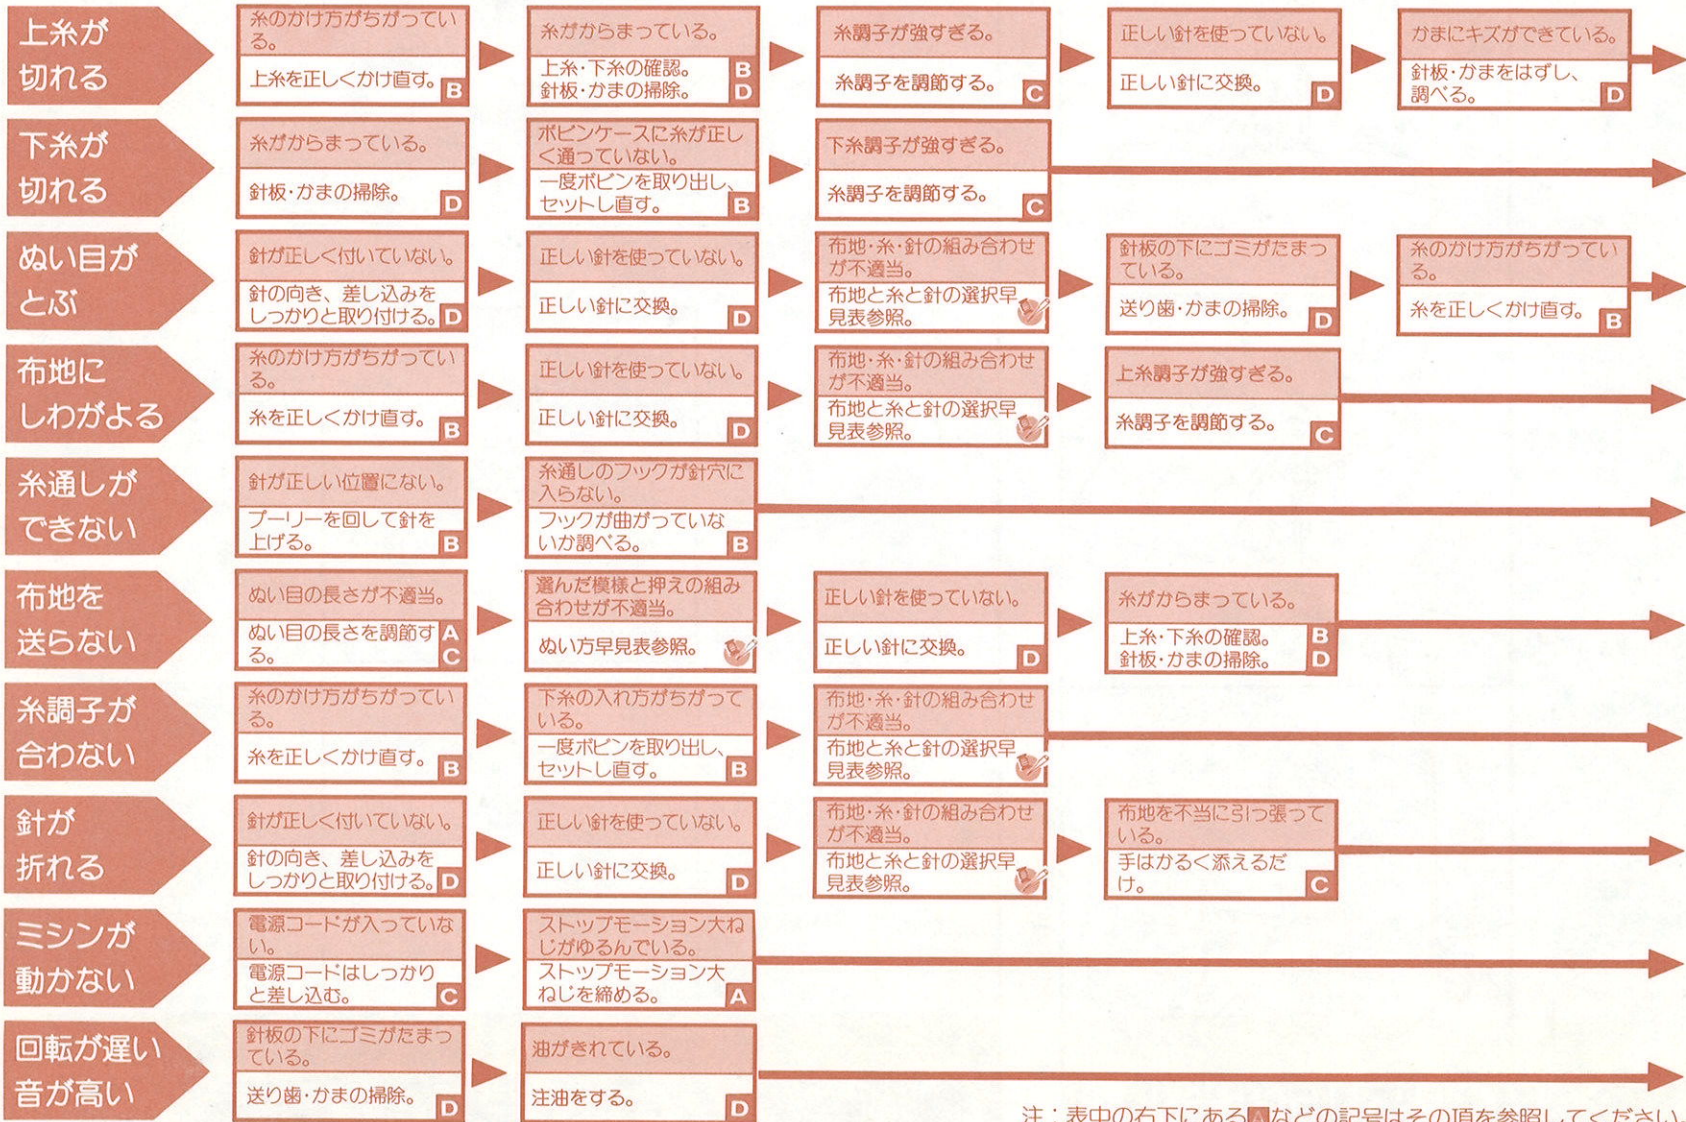 上糸が
切れる
糸のかけ方がちがってい
る。
上糸を正しくかけ直す。
B
糸がからまっている。
上糸・下糸の確認。
B
針板・かまの掃除。
D
糸調子が強すぎる。
糸調子を調節する。
C
正しい針を使っていない。
正しい針に交換。
D
かまにキズができている。
針板・かまをはずし、
調べる。
D
下糸が
切れる
糸がからまっている。
針板・かまの掃除。
D
ボビンケースに糸が正し
く通っていない。
一度ボビンを取り出し、
セットし直す。
B
下糸調子が強すぎる。
糸調子を調節する。
C
ぬい目が
とぶ
針が正しく付いていない。
針の向き、差し込みを
しっかりと取り付ける。
D
正しい針を使っていない。
正しい針に交換。
D
布地・糸・針の組み合わせ
が不適当。
布地と糸と針の選択早
見表参照。
針板の下にゴミがたまっ
ている。
送り歯・かまの掃除。
D
糸のかけ方がちがってい
る。
糸を正しくかけ直す。
B
布地に
しわがよる
糸のかけ方がちがってい
る。
糸を正しくかけ直す。
B
正しい針を使っていない。
正しい針に交換。
D
布地・糸・針の組み合わせ
が不適当。
布地と糸と針の選択早
見表参照。
上糸調子が強すぎる。
糸調子を調節する。
C
糸通しが
できない
針が正しい位置にない。
プーリーを回して針を
上げる。
B
糸通しのフックが針穴に
入らない。
フックが曲がっていな
いか調べる。
B
布地を
送らない
ぬい目の長さが不適当。
ぬい目の長さを調節す
る。
A
C
選んだ模様と押えの組み
合わせが不適当。
ぬい方早見表参照。
正しい針を使っていない。
正しい針に交換。
D
糸がからまっている。
上糸・下糸の確認。
B
針板・かまの掃除。
D
糸調子が
合わない
糸のかけ方がちがってい
る。
糸を正しくかけ直す。
B
下糸の入れ方がちがって
いる。
一度ボビンを取り出し、
セットし直す。
B
布地・糸・針の組み合わせ
が不適当。
布地と糸と針の選択早
見表参照。
針が
折れる
針が正しく付いていない。
針の向き、差し込みを
しっかりと取り付ける。
D
正しい針を使っていない。
正しい針に交換。
D
布地・糸・針の組み合わせ
が不適当。
布地と糸と針の選択早
見表参照。
布地を不当に引っ張って
いる。
手はかるく添えるだ
け。
C
ミシンが
動かない
電源コードが入っていな
い。
電源コードはしっかり
と差し込む。
C
ストップモーション大ね
じがゆるんでいる。
ストップモーション大
ねじを締める。
A
回転が遅い
音が高い
針板の下にゴミがたまっ
ている。
送り歯・かまの掃除。
D
油がきれている。
注油をする。
D
注：表中の右下にあるAなどの記号はその項を参照してください。